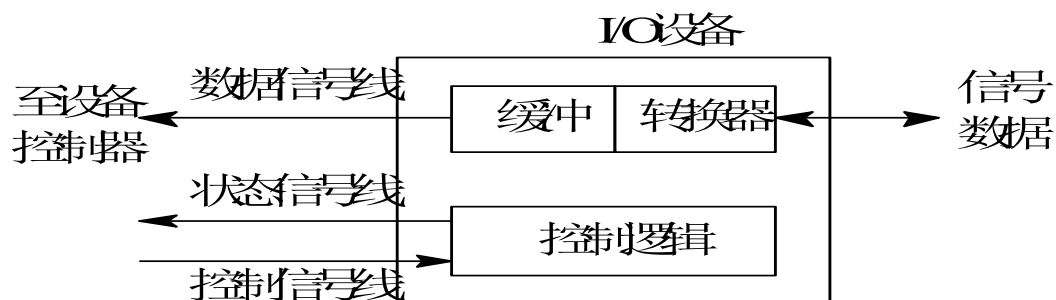 I/O设备
至设备
控制器
数据信号线
缓冲
转换器
信号
数据
状态信号线
控制逻辑
控制信号线